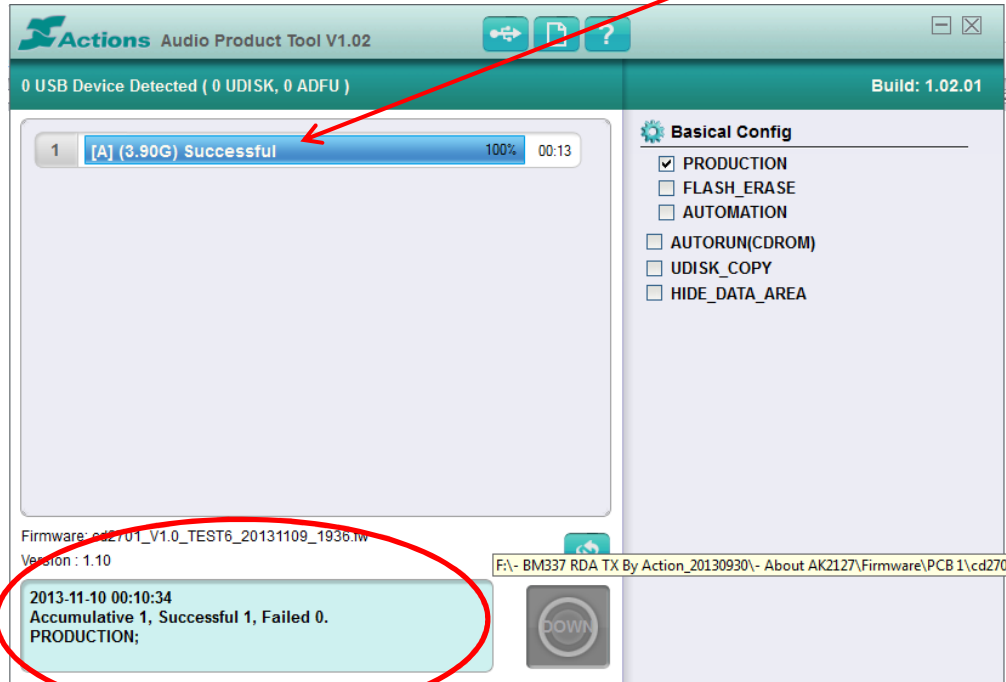 Actions Audio Product Tool V1.02
0 USB Device Detected ( 0 UDISK, 0 ADFU )
Build: 1.02.01
1 [A] (3.90G) Successful 100% 00:13
Basical Config
PRODUCTION
FLASH_ERASE
AUTOMATION
AUTORUN(CDROM)
UDISK_COPY
HIDE_DATA_AREA
Firmware: cd2701_V1.0_TEST6_20131109_1936.fw
Version : 1.10
F:\- BM337 RDA TX By Action_20130930\- About AK2127\Firmware\PCB 1\cd270
2013-11-10 00:10:34
Accumulative 1, Successful 1, Failed 0.
PRODUCTION;
DOWN